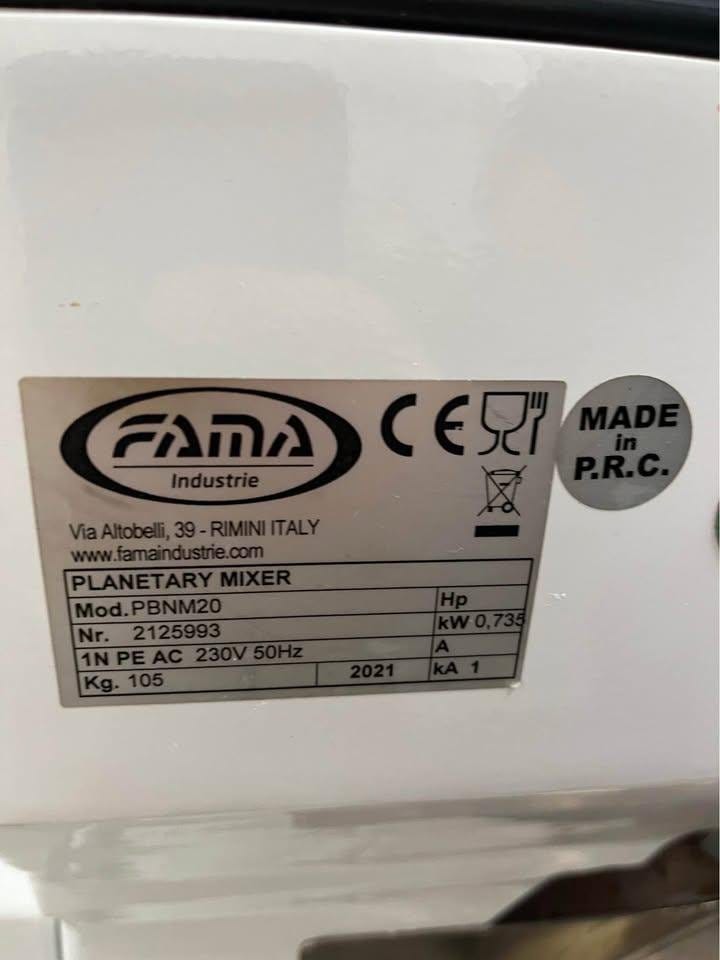 FAMA
Industrie
CE
MADE
in
P.R.C.
Via Altobelli, 39 - RIMINI ITALY
www.famaindustrie.com
PLANETARY MIXER
Mod. PBNM20 Hp
Nr. 2125993 kW 0,735
1N PE AC 230V 50Hz A
Kg. 105 2021 kA 1